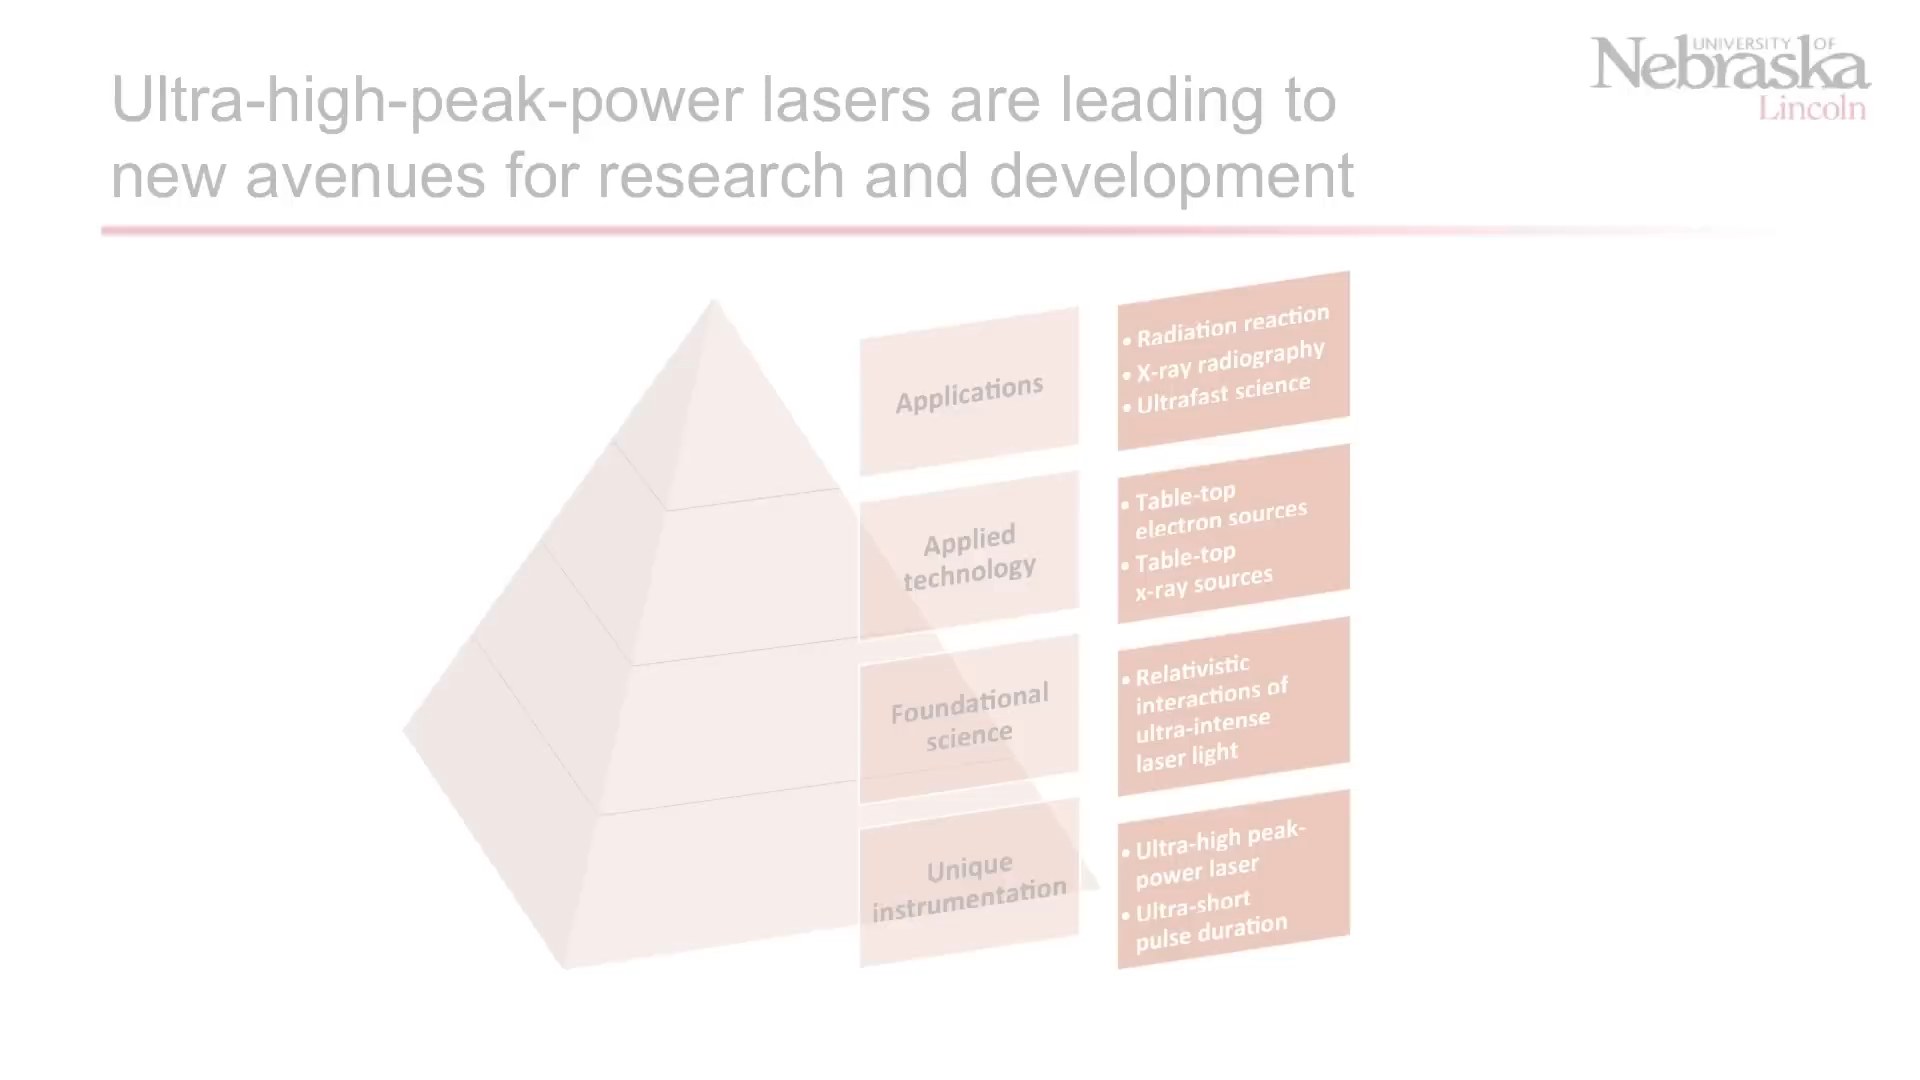 UNIVERSITY OF
Nebraska
Lincoln
Ultra-high-peak-power lasers are leading to
new avenues for research and development
Applications
• Radiation reaction
• X-ray radiography
• Ultrafast science
Applied
technology
• Table-top
electron sources
• Table-top
x-ray sources
Foundational
science
• Relativistic
interactions of
ultra-intense
laser light
Unique
instrumentation
• Ultra-high peak-
power laser
• Ultra-short
pulse duration